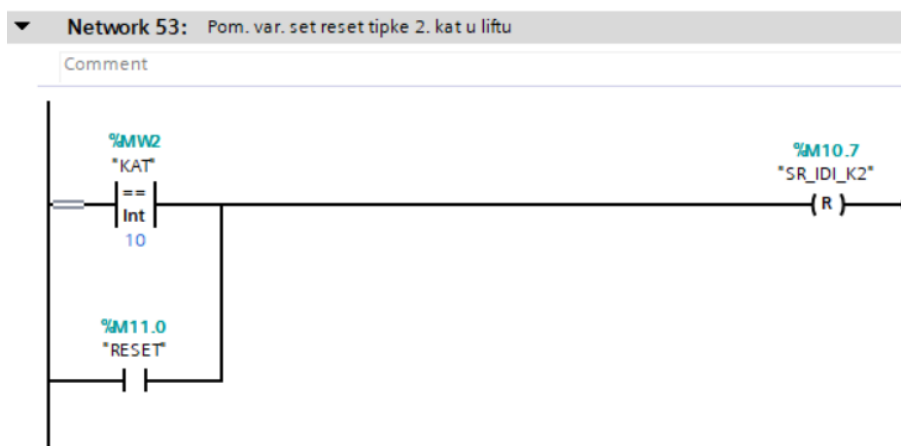 Network 53: Pom. var. set reset tipke 2. kat u liftu
Comment
%MW2
"KAT"
==
Int
10
%M10.7
"SR_IDI_K2"
R
%M11.0
"RESET"